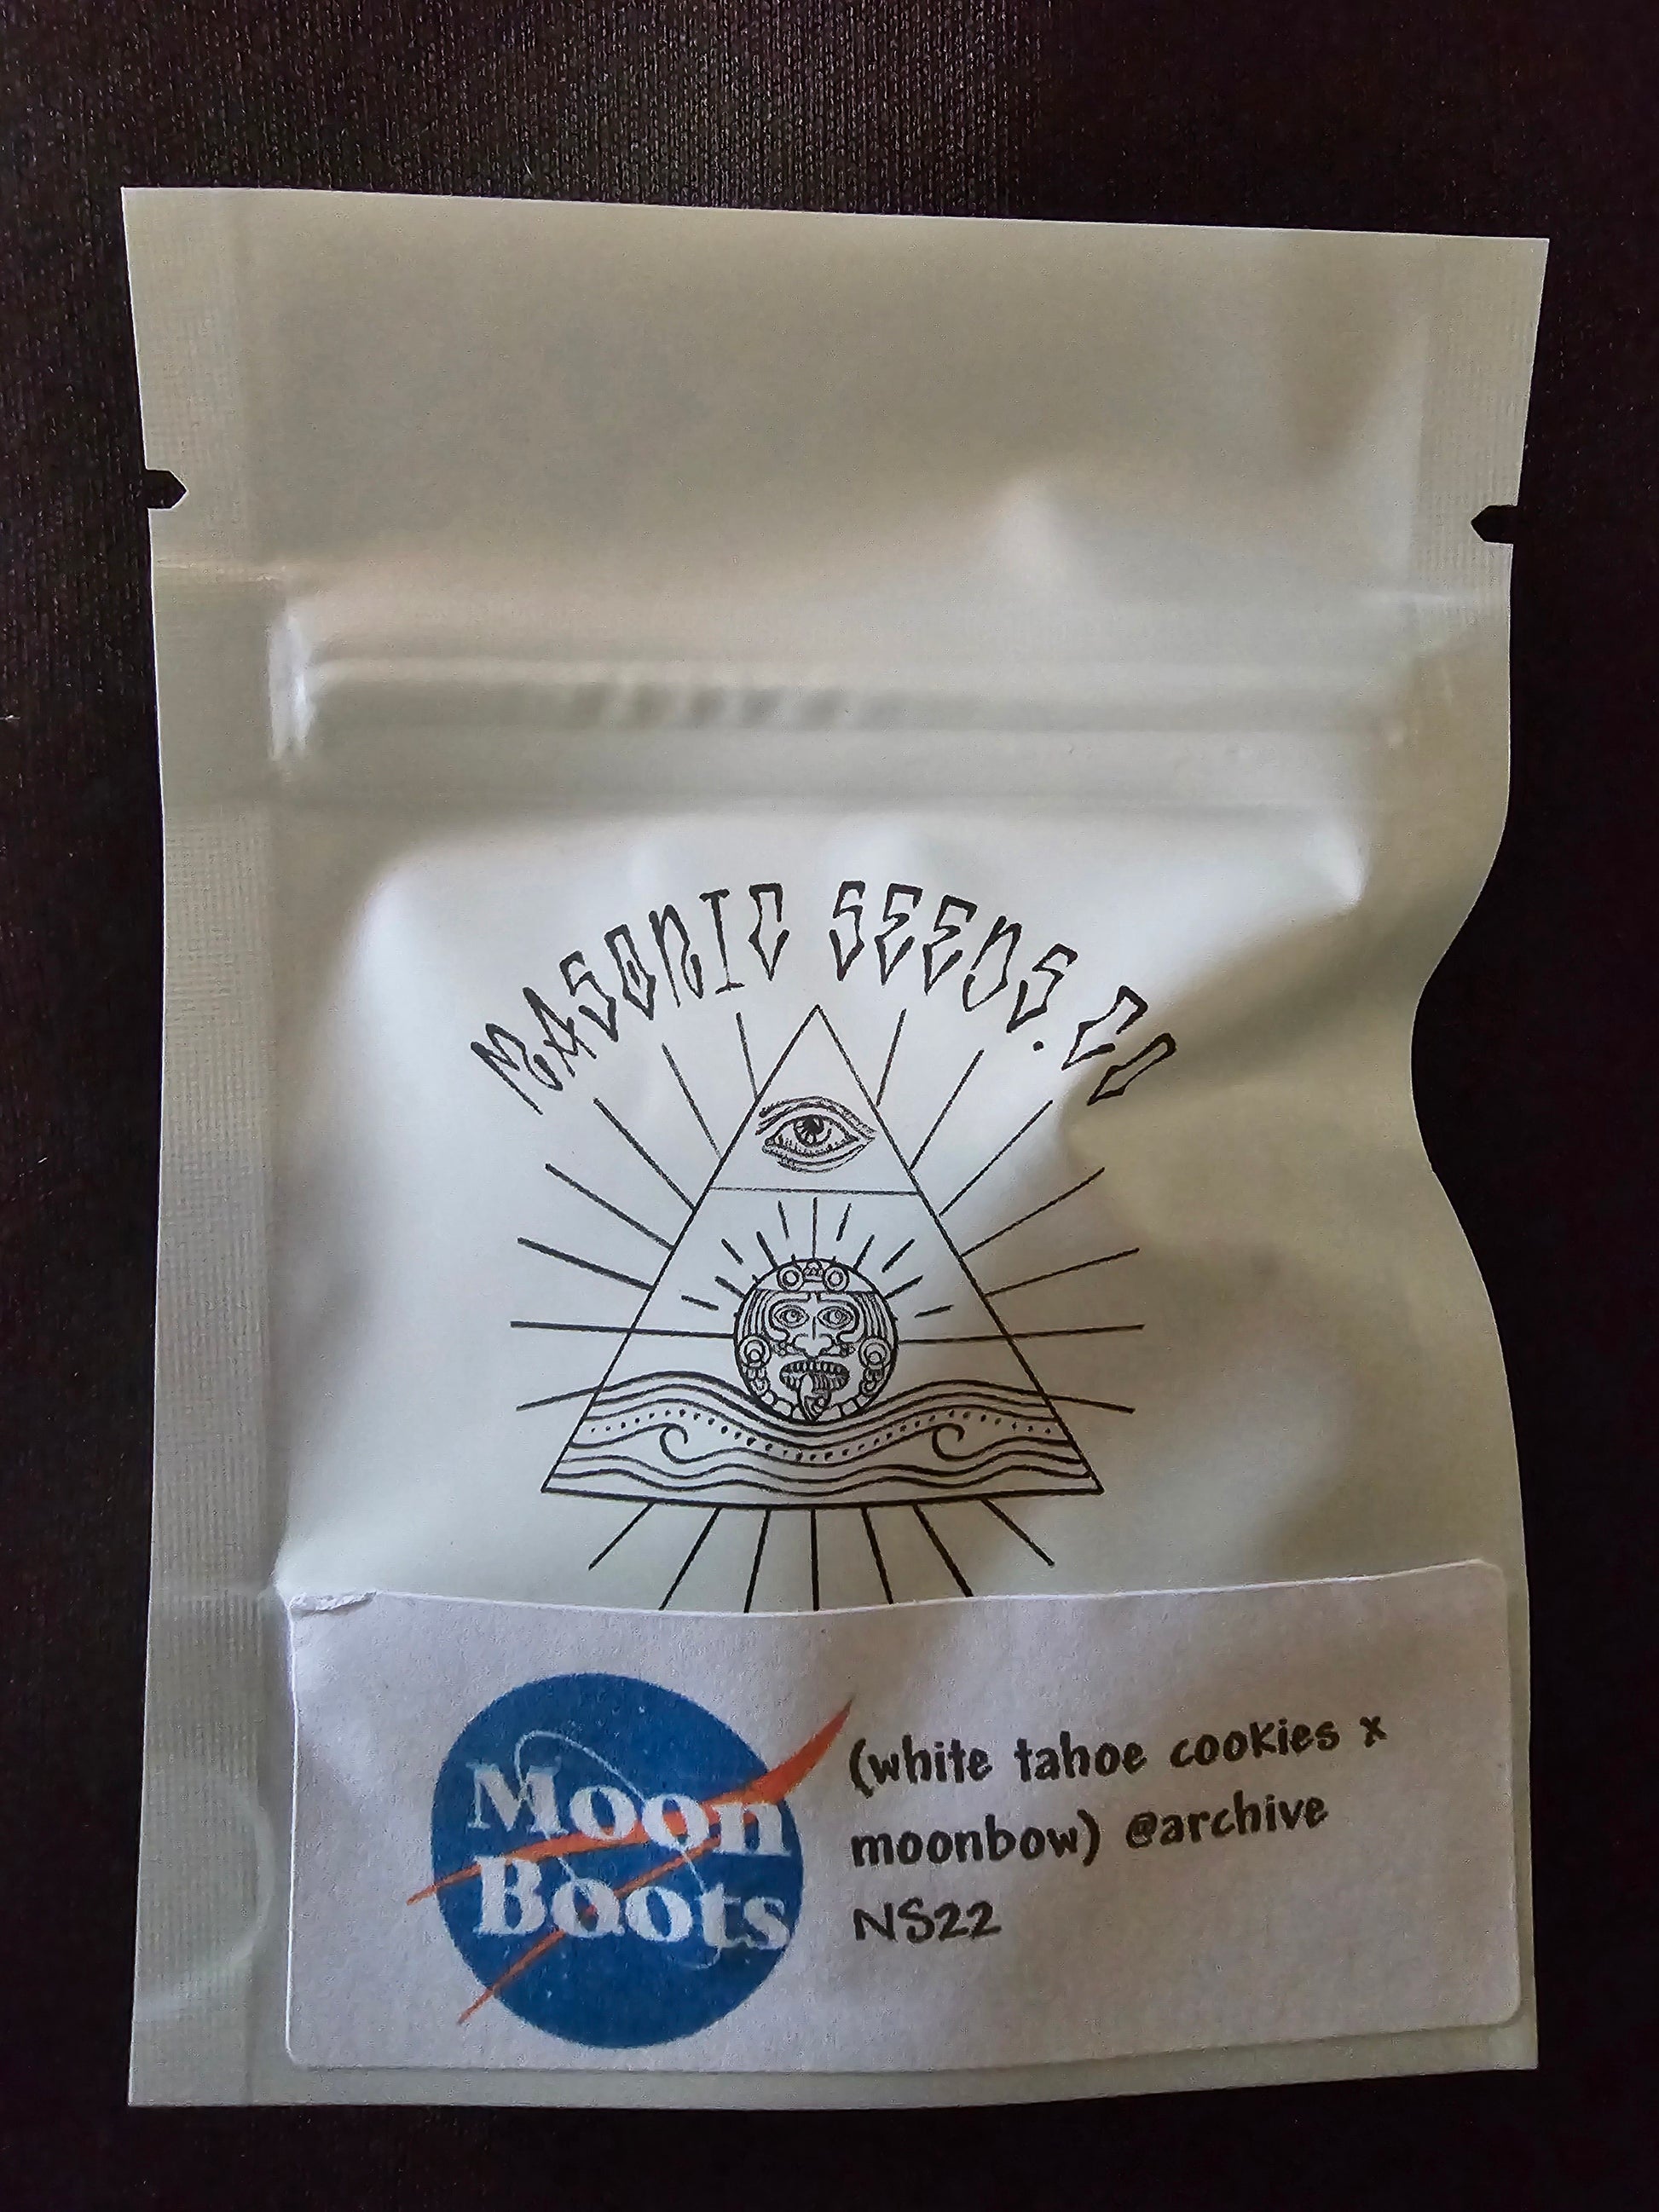 MASONIC SEEDS.CO
Moon
Boots
(white tahoe cookies x
moonbow) @archive
NS22